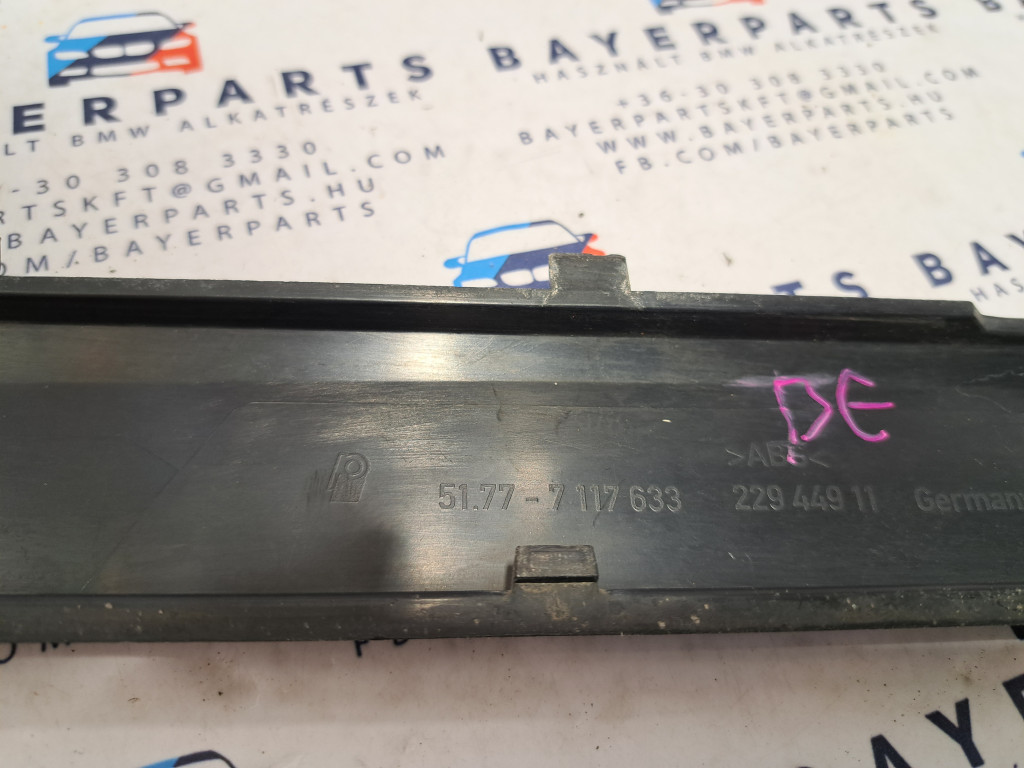 BAYERPARTS
HASZNÁLT BMW ALKATRÉSZEK
+36-30 308 3330
BAYERPARTSKFT@GMAIL.COM
WWW.BAYERPARTS.HU
FB.COM/BAYERPARTS
ERPARTS
LT BMW ALKATRÉSZEK
-30 308 3330
RTSKFT@GMAIL.COM
BAYERPARTS.HU
OM/BAYERPARTS
BAY
DE
>ABS<
51.77 - 7 117 633 229 449 11 German
BAYERPARTS